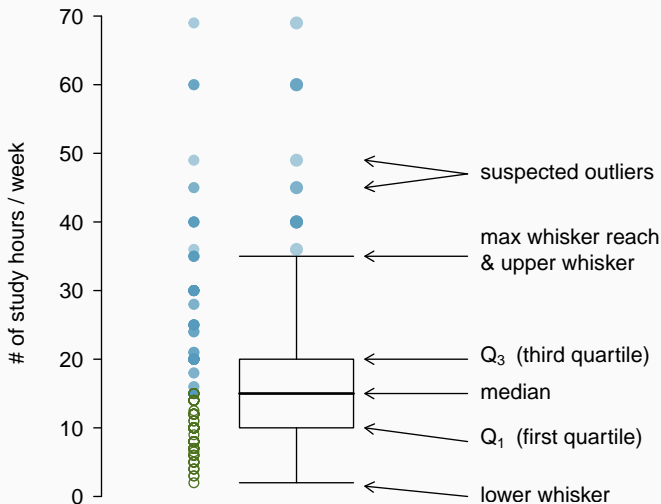 70
60
50
40
30
20
10
0
# of study hours / week
suspected outliers
max whisker reach
& upper whisker
Q3 (third quartile)
median
Q1 (first quartile)
lower whisker